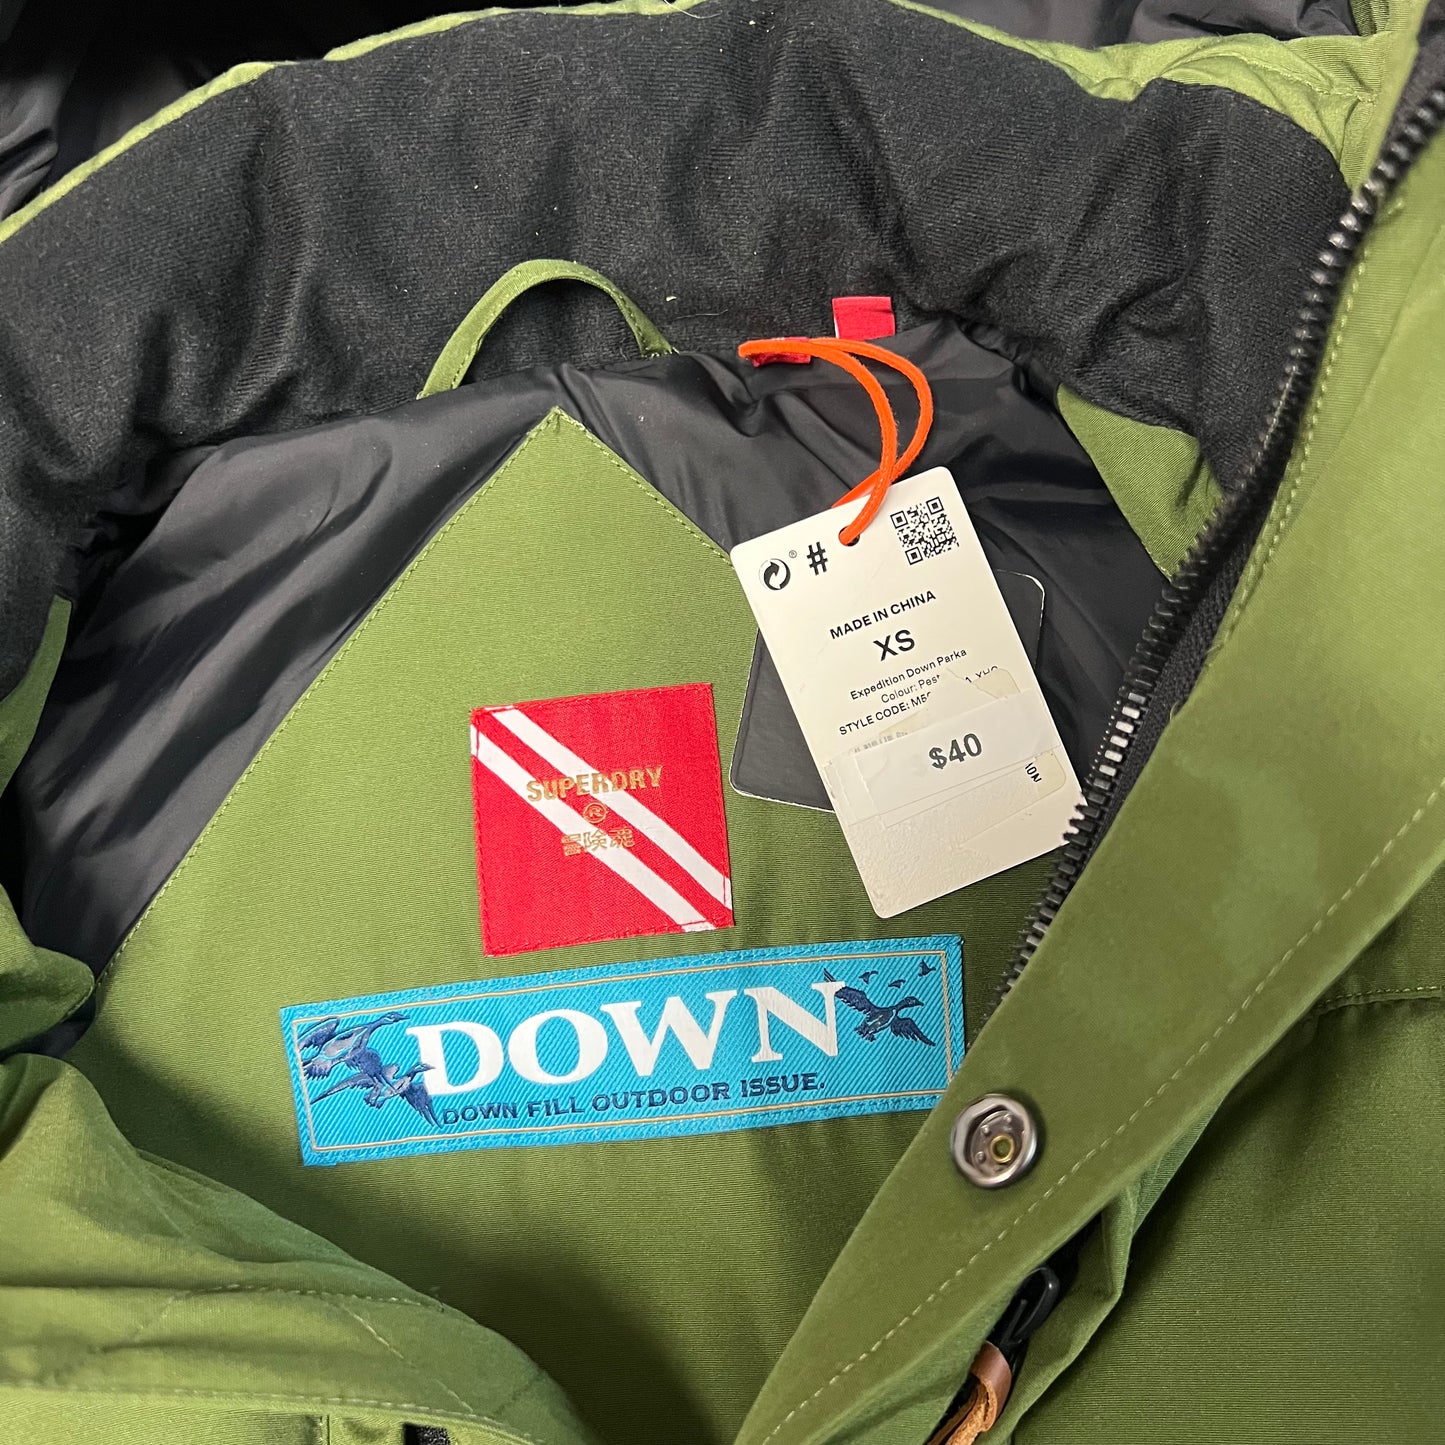 #
MADE IN CHINA
XS
Expedition Down Parka
Colour:
STYLE CODE:
$40
SUPERDRY
®
冒険魂
DOWN
DOWN FILL OUTDOOR ISSUE.